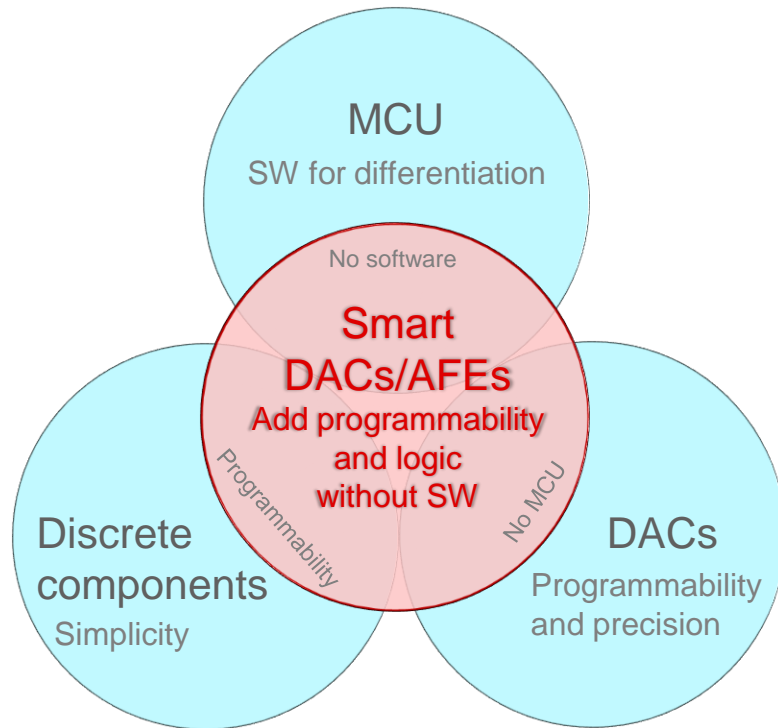 MCU
SW for differentiation
No software
Smart
DACs/AFEs
Add programmability
and logic
without SW
Programmability
No MCU
Discrete
components
Simplicity
DACs
Programmability
and precision